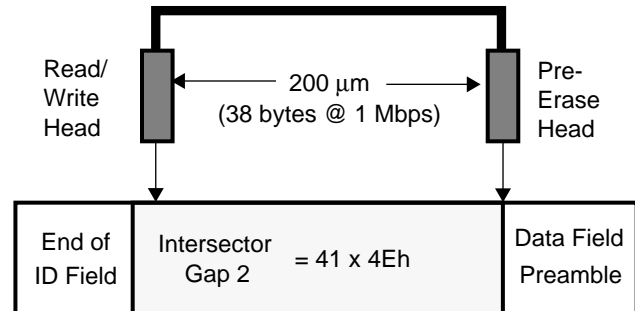 Read/
Write
Head
200 µm
(38 bytes @ 1 Mbps)
Pre-
Erase
Head
End of
ID Field
Intersector
Gap 2
= 41 x 4Eh
Data Field
Preamble